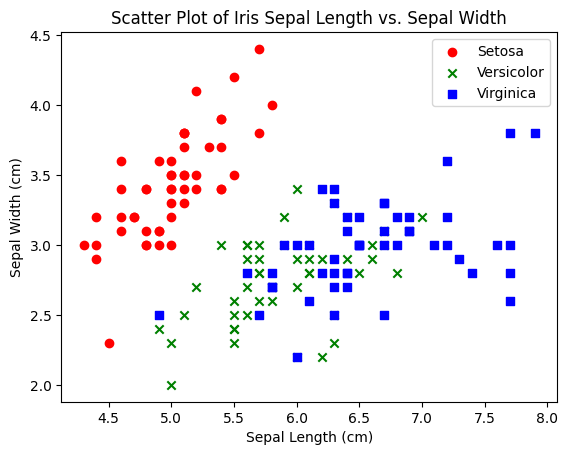 Scatter Plot of Iris Sepal Length vs. Sepal Width
Setosa
Versicolor
Virginica
4.5
4.0
3.5
3.0
2.5
2.0
Sepal Width (cm)
4.5 5.0 5.5 6.0 6.5 7.0 7.5 8.0
Sepal Length (cm)